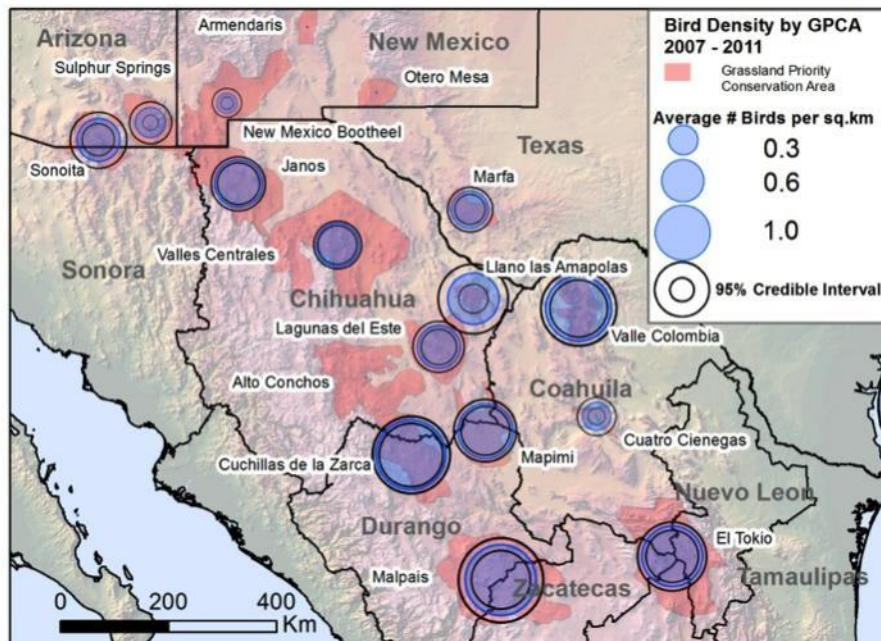 Armendaris
Arizona
New Mexico
Sulphur Springs
Otero Mesa
New Mexico Bootheel
Texas
Sonoita
Janos
Marfa
Valles Centrales
Sonora
Llano las Amapolas
Chihuahua
Lagunas del Este
Valle Colombia
Alto Conchos
Coahuila
Cuatro Cienegas
Cuchillas de la Zarca
Mapimi
Nuevo Leon
Durango
El Tokio
Malpais
Zacatecas
Tamaulipas
0 200 400
Km
Bird Density by GPCA
2007 - 2011
Grassland Priority
Conservation Area
Average # Birds per sq.km
0.3
0.6
1.0
95% Credible Interval